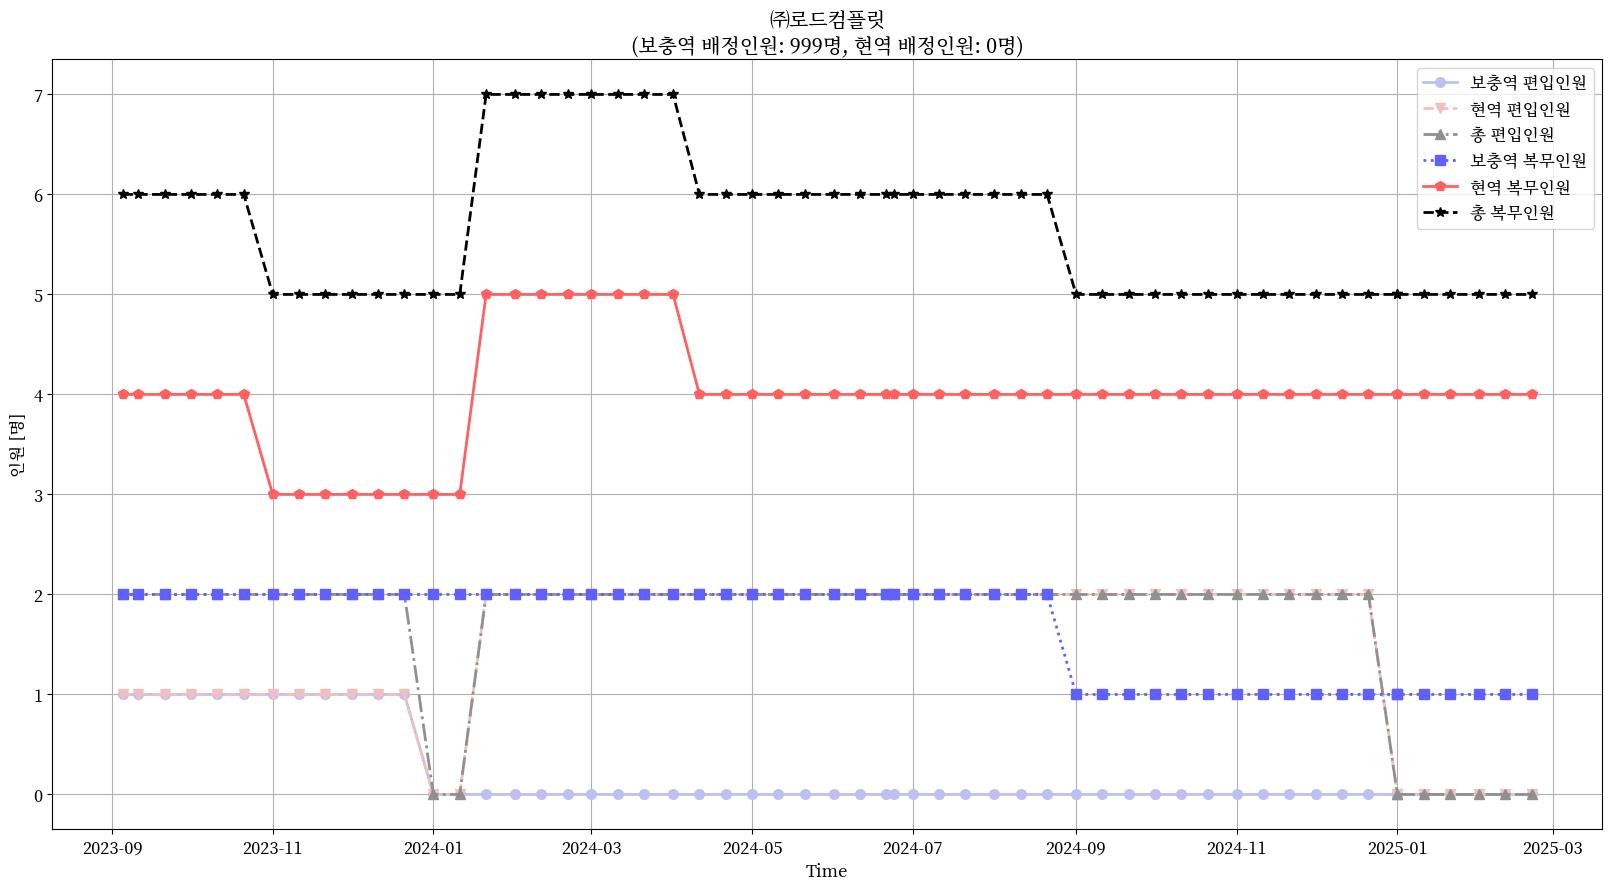 ㈜로드컴플릿
(보충역 배정인원: 999명, 현역 배정인원: 0명)
보충역 편입인원
현역 편입인원
총 편입인원
보충역 복무인원
현역 복무인원
총 복무인원
인원 [명]
7
6
5
4
3
2
1
0
2023-09
2023-11
2024-01
2024-03
2024-05
2024-07
2024-09
2024-11
2025-01
2025-03
Time